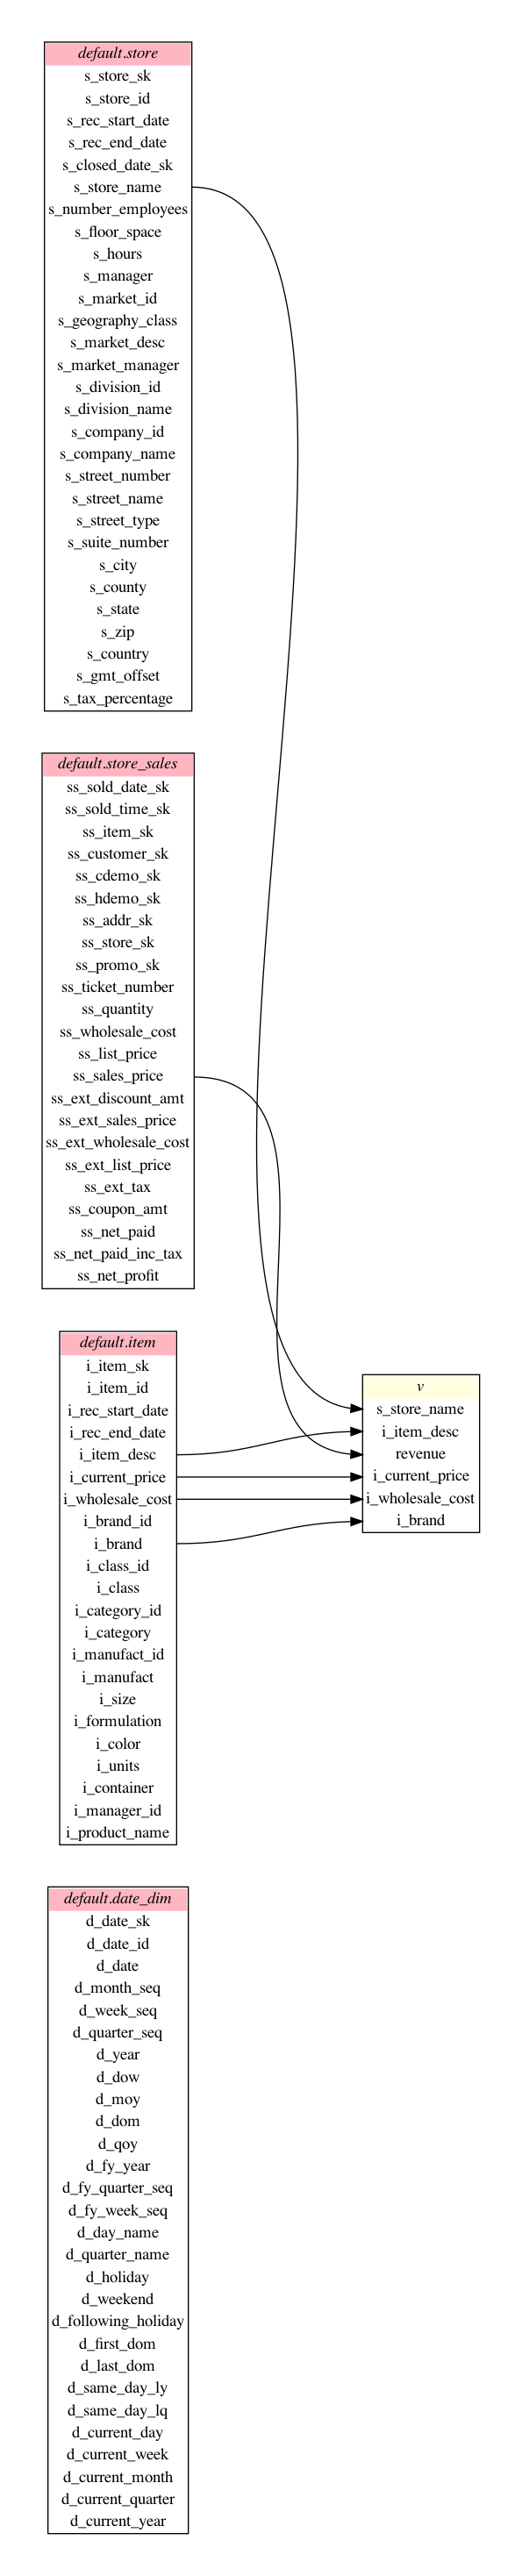 default.store
s_store_sk
s_store_id
s_rec_start_date
s_rec_end_date
s_closed_date_sk
s_store_name
s_number_employees
s_floor_space
s_hours
s_manager
s_market_id
s_geography_class
s_market_desc
s_market_manager
s_division_id
s_division_name
s_company_id
s_company_name
s_street_number
s_street_name
s_street_type
s_suite_number
s_city
s_county
s_state
s_zip
s_country
s_gmt_offset
s_tax_percentage
default.store_sales
ss_sold_date_sk
ss_sold_time_sk
ss_item_sk
ss_customer_sk
ss_cdemo_sk
ss_hdemo_sk
ss_addr_sk
ss_store_sk
ss_promo_sk
ss_ticket_number
ss_quantity
ss_wholesale_cost
ss_list_price
ss_sales_price
ss_ext_discount_amt
ss_ext_sales_price
ss_ext_wholesale_cost
ss_ext_list_price
ss_ext_tax
ss_coupon_amt
ss_net_paid
ss_net_paid_inc_tax
ss_net_profit
default.item
i_item_sk
i_item_id
i_rec_start_date
i_rec_end_date
i_item_desc
i_current_price
i_wholesale_cost
i_brand_id
i_brand
i_class_id
i_class
i_category_id
i_category
i_manufact_id
i_manufact
i_size
i_formulation
i_color
i_units
i_container
i_manager_id
i_product_name
v
s_store_name
i_item_desc
revenue
i_current_price
i_wholesale_cost
i_brand
default.date_dim
d_date_sk
d_date_id
d_date
d_month_seq
d_week_seq
d_quarter_seq
d_year
d_dow
d_moy
d_dom
d_qoy
d_fy_year
d_fy_quarter_seq
d_fy_week_seq
d_day_name
d_quarter_name
d_holiday
d_weekend
d_following_holiday
d_first_dom
d_last_dom
d_same_day_ly
d_same_day_lq
d_current_day
d_current_week
d_current_month
d_current_quarter
d_current_year